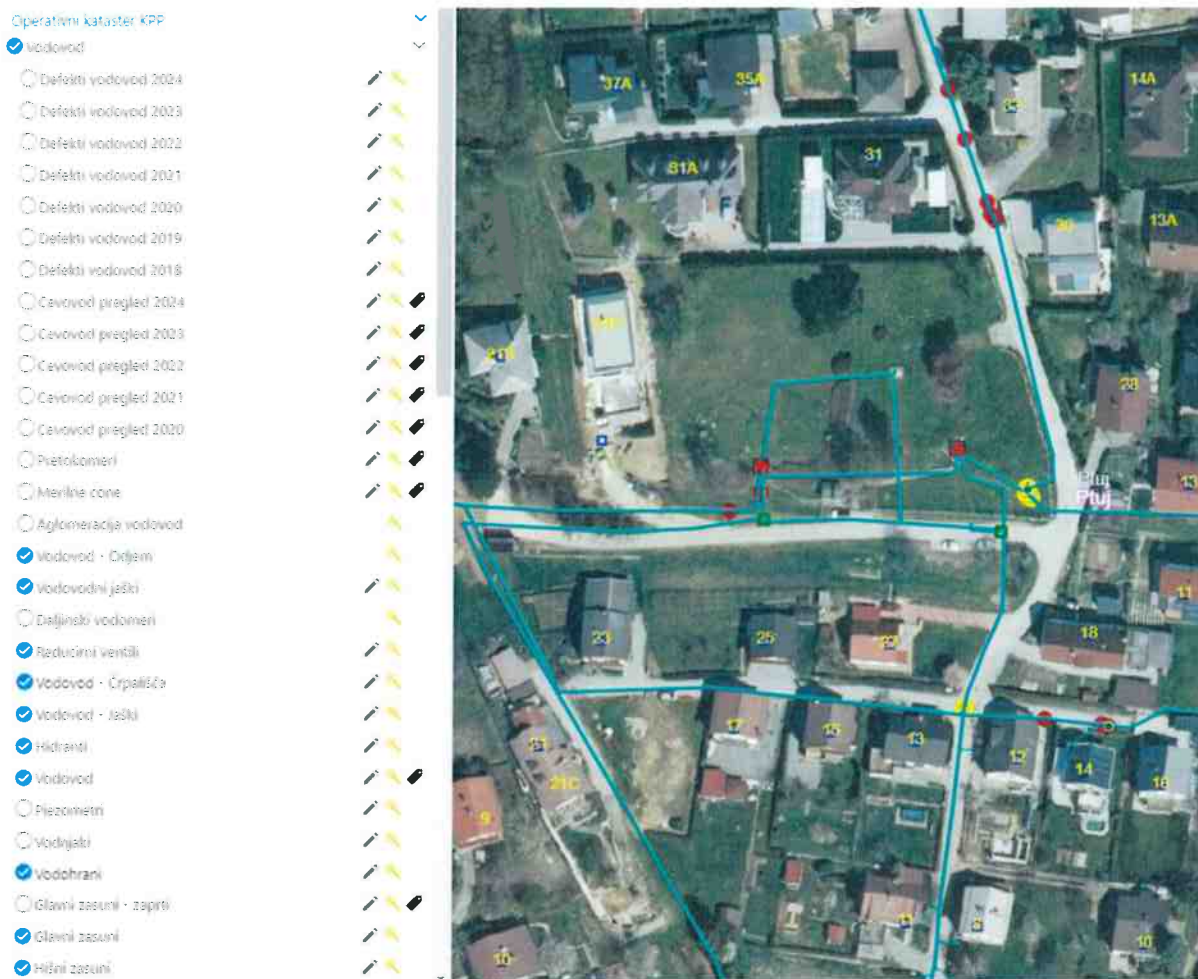 Operativni kataster KPP
Vodovod
Defekti vodovod 2024
Defekti vodovod 2023
Defekti vodovod 2022
Defekti vodovod 2021
Defekti vodovod 2020
Defekti vodovod 2019
Defekti vodovod 2018
Cevovod pregled 2024
Cevovod pregled 2023
Cevovod pregled 2022
Cevovod pregled 2021
Cevovod pregled 2020
Pretokomeri
Merilne cone
Aglomeracija vodovod
Vodovod - Odjem
Vodovodni jaški
Daljinski vodomeri
Reducirni ventili
Vodovod - Črpališča
Vodovod - Jaški
Hidranti
Vodovod
Piezometri
Vodnjaki
Vodohrani
Glavni zasuni - zaprti
Glavni zasuni
Hišni zasuni
37A
35A
14A
31A
31
30
13A
28
13
Ptuj
Ptuj
11
23
25
27
18
17
15
13
12
14
16
21C
9
10